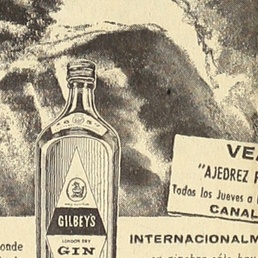 VEA
"AJEDREZ
Todos los Jueves a
CANAL
GILBEY'S
LONDON DRY
GIN
onde
INTERNACIONALM